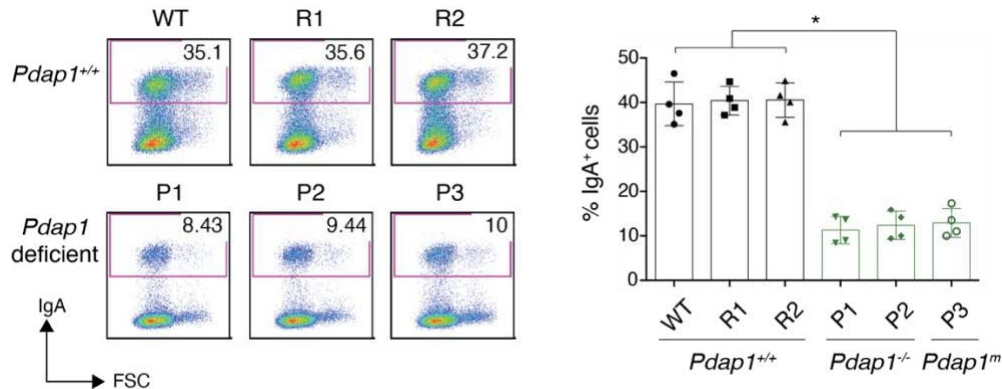 WT R1 R2
Pdap1+/+
35.1 35.6 37.2
P1 P2 P3
Pdap1
deficient
8.43 9.44 10
IgA
FSC
*
% IgA+ cells
50
40
30
20
10
0
WT R1 R2 P1 P2 P3
Pdap1+/+ Pdap1-/- Pdap1m